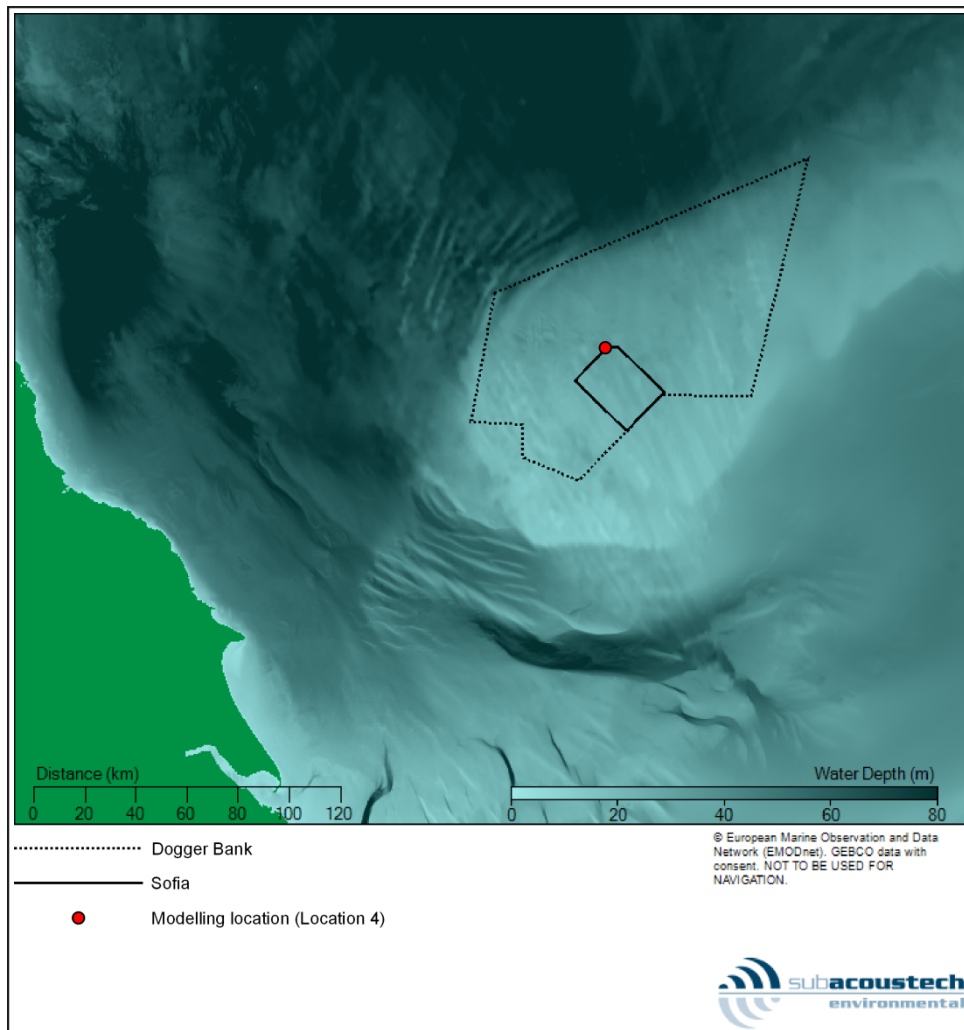 Distance (km)
0 20 40 60 80 100 120
Water Depth (m)
0 20 40 60 80
Dogger Bank
Sofia
Modelling location (Location 4)
© European Marine Observation and Data
Network (EMODnet). GEBCO data with
consent. NOT TO BE USED FOR
NAVIGATION.
subacoustech
environmental